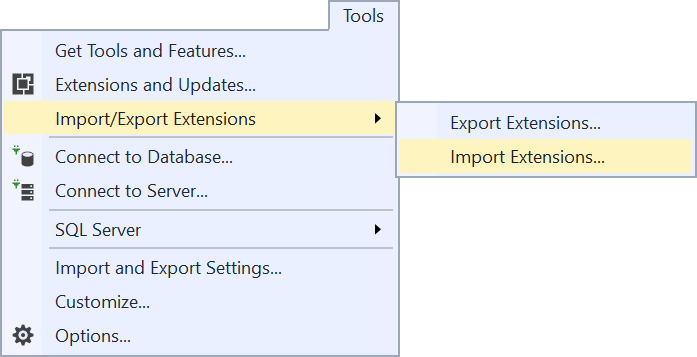 Tools
Get Tools and Features...
Extensions and Updates...
Import/Export Extensions
Export Extensions...
Import Extensions...
Connect to Database...
Connect to Server...
SQL Server
Import and Export Settings...
Customize...
Options...